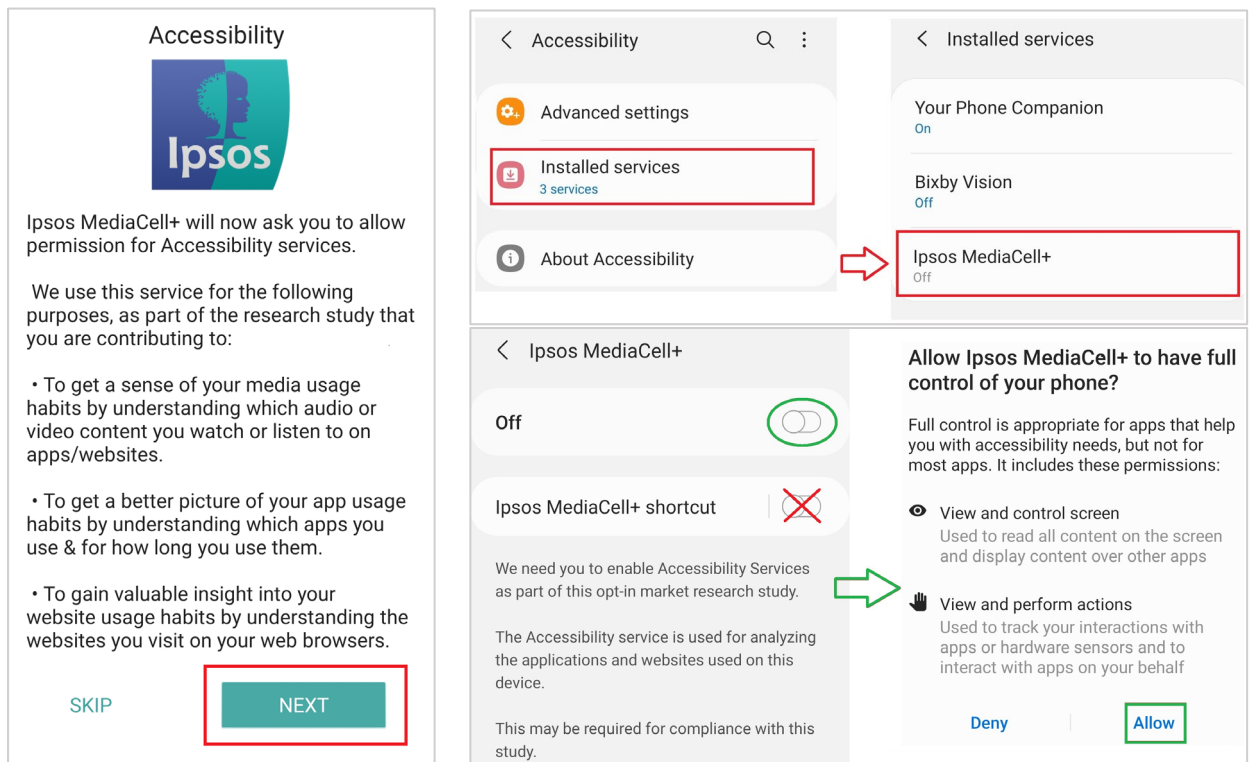 Accessibility
Ipsos
Ipsos MediaCell+ will now ask you to allow
permission for Accessibility services.
We use this service for the following
purposes, as part of the research study that
you are contributing to:
• To get a sense of your media usage
habits by understanding which audio or
video content you watch or listen to on
apps/websites.
• To get a better picture of your app usage
habits by understanding which apps you
use & for how long you use them.
• To gain valuable insight into your
website usage habits by understanding the
websites you visit on your web browsers.
SKIP
NEXT
Accessibility
Advanced settings
Installed services
3 services
About Accessibility
Installed services
Your Phone Companion
On
Bixby Vision
Off
Ipsos MediaCell+
Off
Ipsos MediaCell+
Off
Ipsos MediaCell+ shortcut
We need you to enable Accessibility Services
as part of this opt-in market research study.
The Accessibility service is used for analyzing
the applications and websites used on this
device.
This may be required for compliance with this
study.
Allow Ipsos MediaCell+ to have full
control of your phone?
Full control is appropriate for apps that help
you with accessibility needs, but not for
most apps. It includes these permissions:
View and control screen
Used to read all content on the screen
and display content over other apps
View and perform actions
Used to track your interactions with
apps or hardware sensors and to
interact with apps on your behalf
Deny
Allow